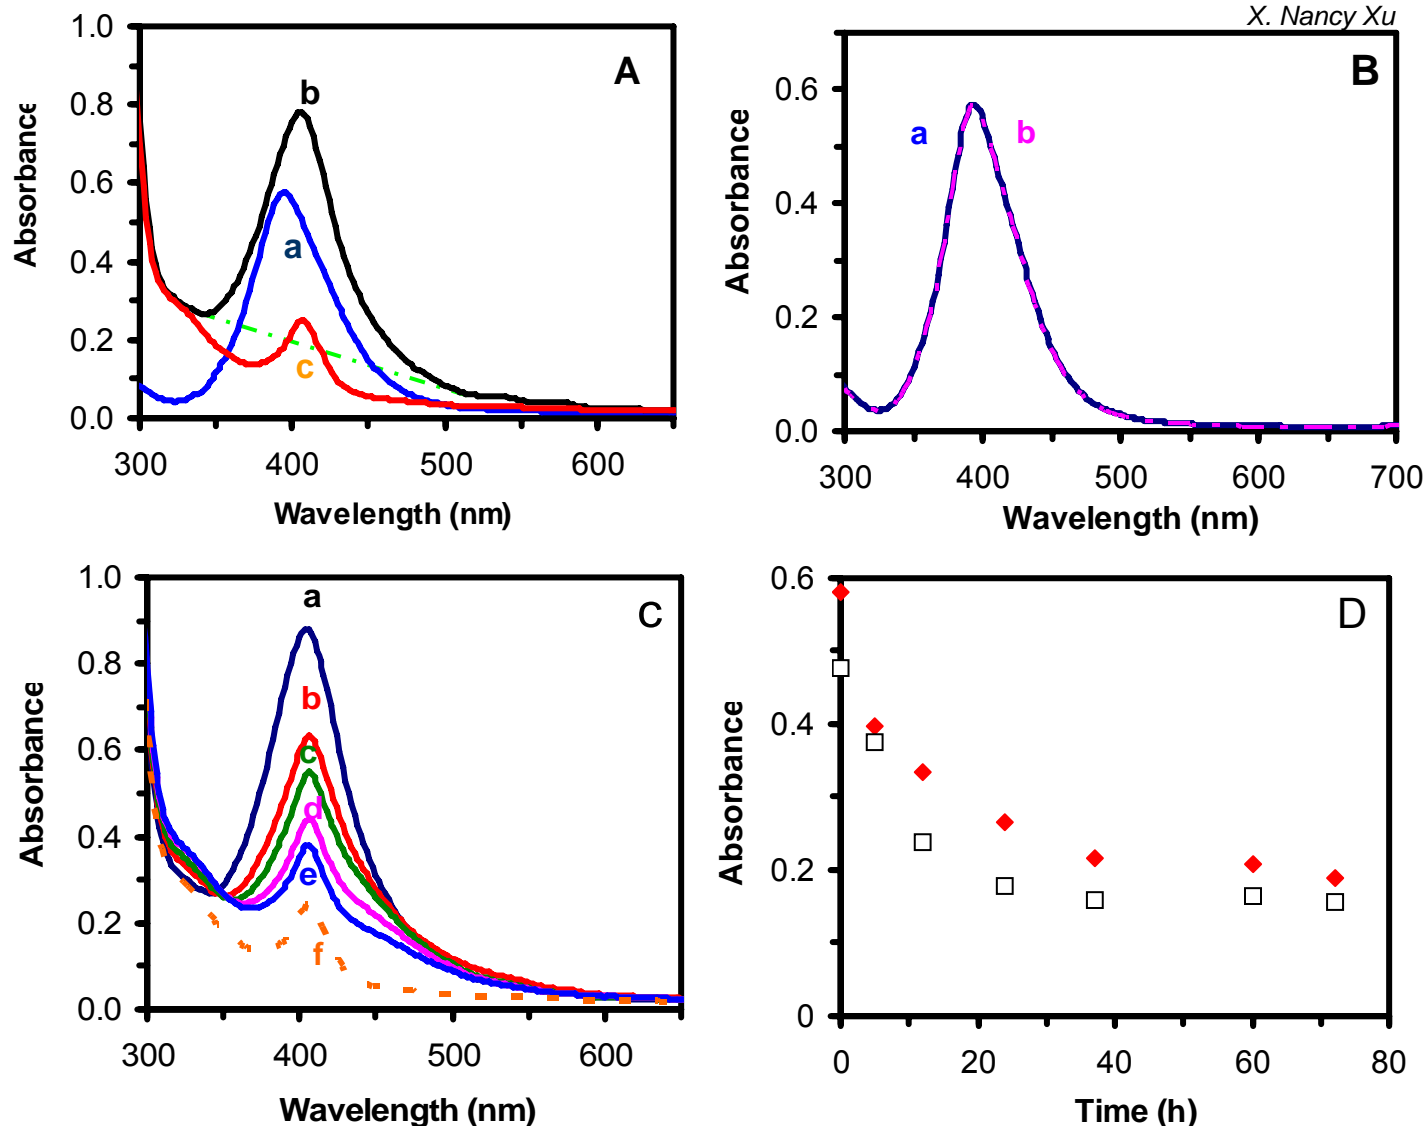 X. Nancy Xu
A
1.0
0.8
0.6
0.4
0.2
0.0
Absorbance
b
a
c
300 400 500 600
Wavelength (nm)
B
0.6
0.4
0.2
0.0
Absorbance
a b
300 400 500 600 700
Wavelength (nm)
C
1.0
0.8
0.6
0.4
0.2
0.0
Absorbance
a
b
c
d
e
f
300 400 500 600
Wavelength (nm)
D
0.6
0.4
0.2
0
Absorbance
0 20 40 60 80
Time (h)